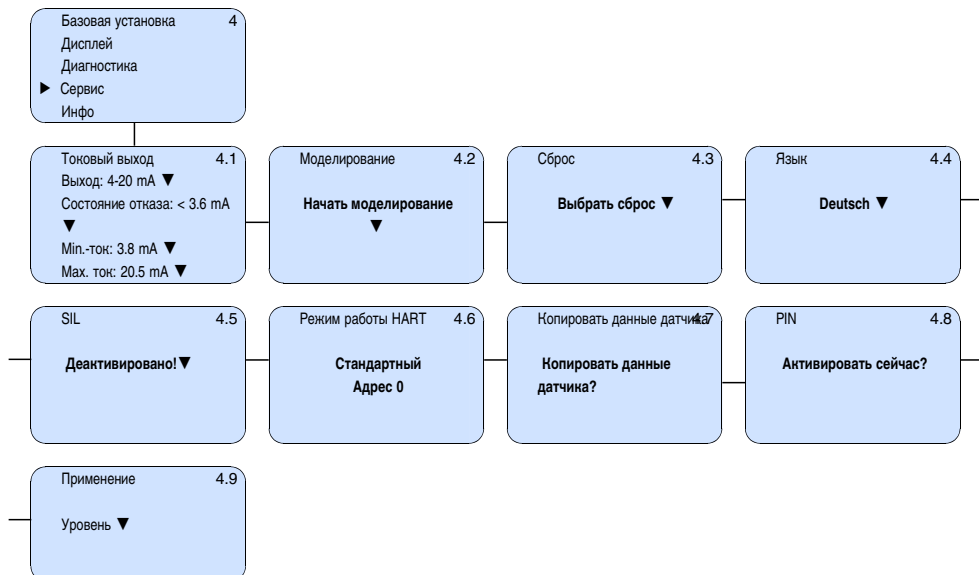 Базовая установка 4
Дисплей
Диагностика
▶ Сервис
Инфо
Токовый выход 4.1
Выход: 4-20 mA ▼
Состояние отказа: < 3.6 mA
▼
Min.-ток: 3.8 mA ▼
Max. ток: 20.5 mA ▼
Моделирование 4.2
Начать моделирование
▼
Сброс 4.3
Выбрать сброс ▼
Язык 4.4
Deutsch ▼
SIL 4.5
Деактивировано! ▼
Режим работы HART 4.6
Стандартный
Адрес 0
Копировать данные датчика 4.7
Копировать данные
датчика?
PIN 4.8
Активировать сейчас?
Применение 4.9
Уровень ▼